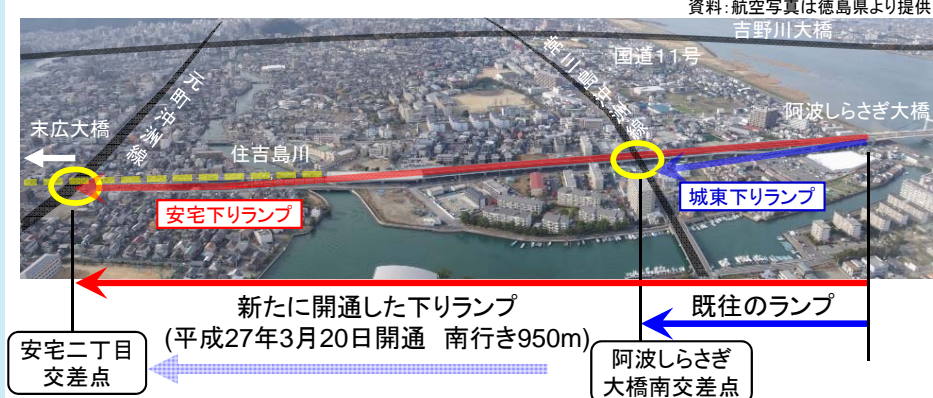 資料：航空写真は徳島県より提供
吉野川大橋
国道11号
元町沖洲線
阿波しらさぎ大橋
末広大橋
住吉島川
城東下りランプ
安宅下りランプ
新たに開通した下りランプ
(平成27年3月20日開通 南行き950m)
既往のランプ
安宅二丁目
交差点
阿波しらさぎ
大橋南交差点